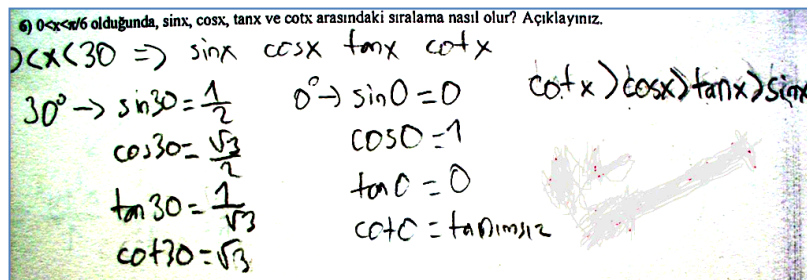 6) 0<x<π/6 olduğunda, sinx, cosx, tanx ve cotx arasındaki sıralama nasıl olur? Açıklayınız.
0<x<30 => sinx cosx tanx cotx
30° → sin30 = 1/2
cos30 = √3/2
tan30 = 1/√3
cot30 = √3
0° → sin0 = 0
cos0 = 1
tan0 = 0
cot0 = tanımsız
cotx > cosx > tanx > sinx